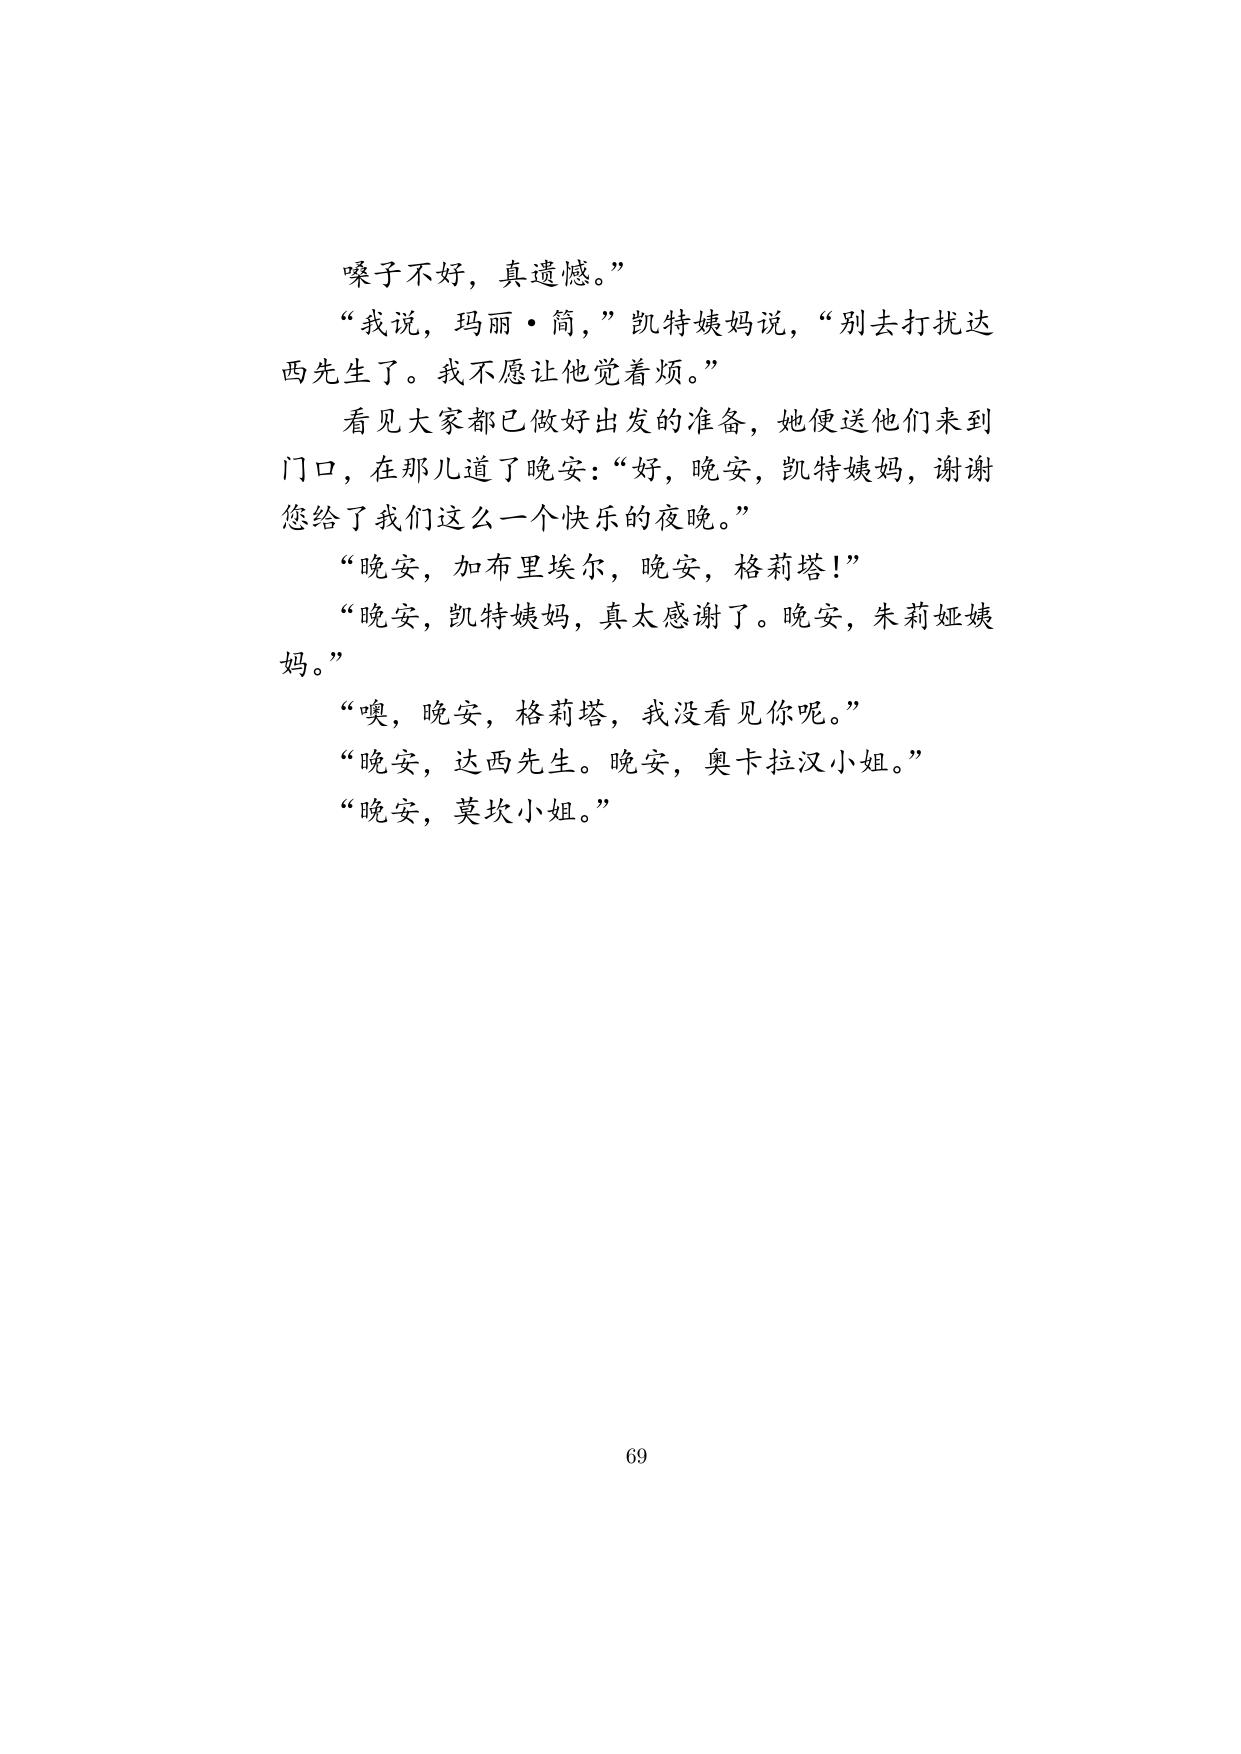 嗓子不好，真遗憾。”
“我说，玛丽·简，”凯特姨妈说，“别去打扰达
西先生了。我不愿让他觉着烦。”
看见大家都已做好出发的准备，她便送他们来到
门口，在那儿道了晚安：“好，晚安，凯特姨妈，谢谢
您给了我们这么一个快乐的夜晚。”
“晚安，加布里埃尔，晚安，格莉塔！”
“晚安，凯特姨妈，真太感谢了。晚安，朱莉娅姨
妈。”
“噢，晚安，格莉塔，我没看见你呢。”
“晚安，达西先生。晚安，奥卡拉汉小姐。”
“晚安，莫坎小姐。”
69